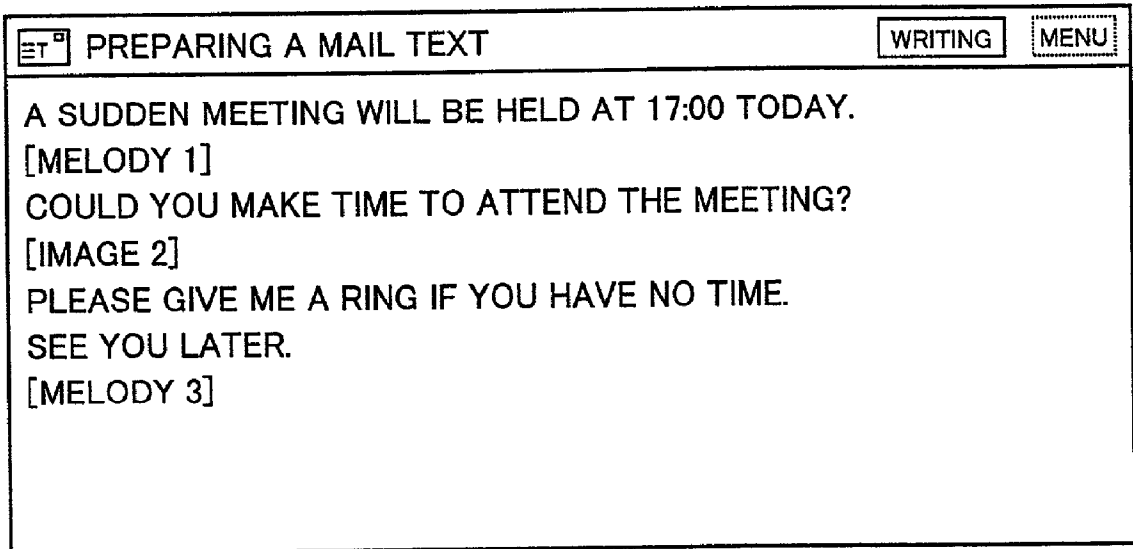 PREPARING A MAIL TEXT WRITING MENU
A SUDDEN MEETING WILL BE HELD AT 17:00 TODAY.
[MELODY 1]
COULD YOU MAKE TIME TO ATTEND THE MEETING?
[IMAGE 2]
PLEASE GIVE ME A RING IF YOU HAVE NO TIME.
SEE YOU LATER.
[MELODY 3]